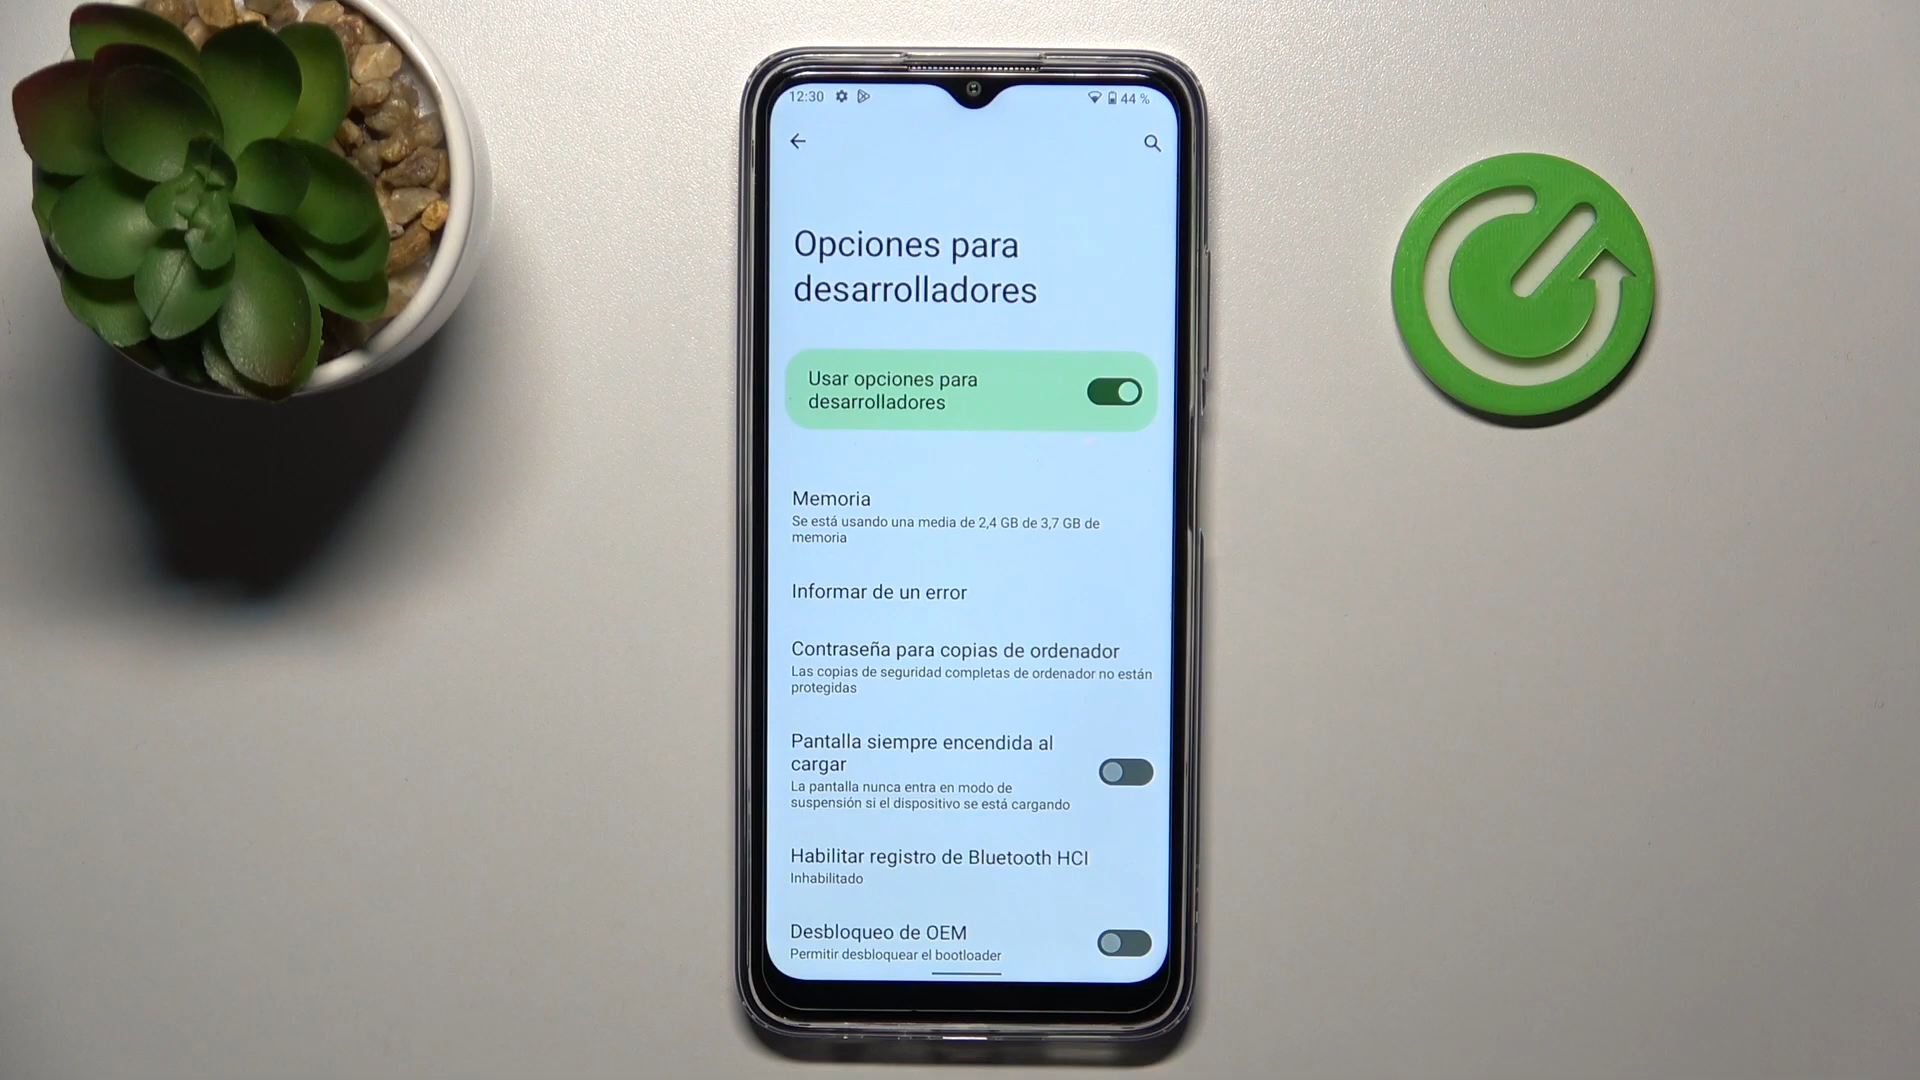 12:30 44 %
Opciones para
desarrolladores
Usar opciones para
desarrolladores
Memoria
Se está usando una media de 2,4 GB de 3,7 GB de
memoria
Informar de un error
Contraseña para copias de ordenador
Las copias de seguridad completas de ordenador no están
protegidas
Pantalla siempre encendida al
cargar
La pantalla nunca entra en modo de
suspensión si el dispositivo se está cargando
Habilitar registro de Bluetooth HCI
Inhabilitado
Desbloqueo de OEM
Permitir desbloquear el bootloader